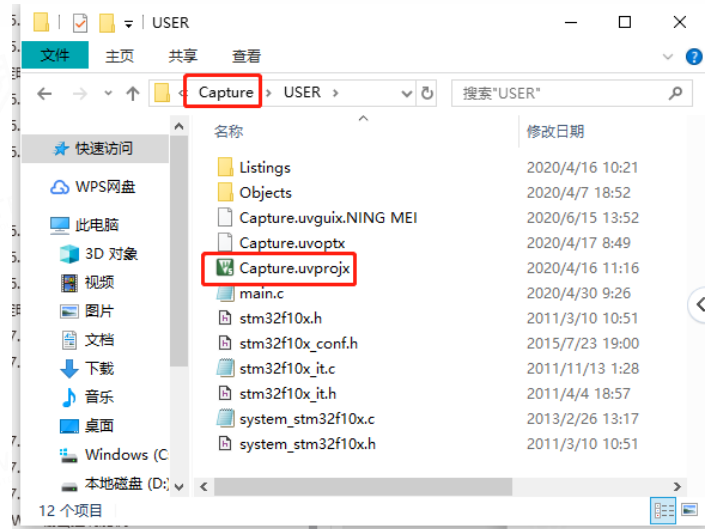 USER
文件 主页 共享 查看
Capture > USER >
搜索"USER"
名称 修改日期
快速访问
WPS网盘
此电脑
3D 对象
视频
图片
文档
下载
音乐
桌面
Windows (C
本地磁盘 (D:)
Listings 2020/4/16 10:21
Objects 2020/4/7 18:52
Capture.uvguix.NING MEI 2020/6/15 13:52
Capture.uvoptx 2020/4/17 8:49
Capture.uvprojx 2020/4/16 11:16
main.c 2020/4/30 9:26
stm32f10x.h 2011/3/10 10:51
stm32f10x_conf.h 2015/7/23 19:00
stm32f10x_it.c 2011/11/13 1:28
stm32f10x_it.h 2011/4/4 18:57
system_stm32f10x.c 2013/2/26 13:17
system_stm32f10x.h 2011/3/10 10:51
12 个项目